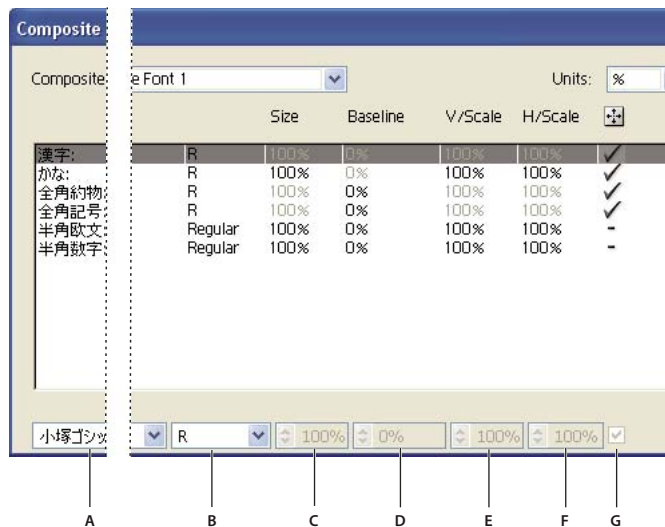 Composite
Composite e Font 1 Units: %
Size Baseline V/Scale H/Scale
漢字: R 100% 0% 100% 100%
かな: R 100% 0% 100% 100%
全角約物: R 100% 0% 100% 100%
全角記号: R 100% 0% 100% 100%
半角欧文: Regular 100% 0% 100% 100% -
半角数字: Regular 100% 0% 100% 100% -
小塚ゴシッ R 100% 0% 100% 100%
A B C D E F G